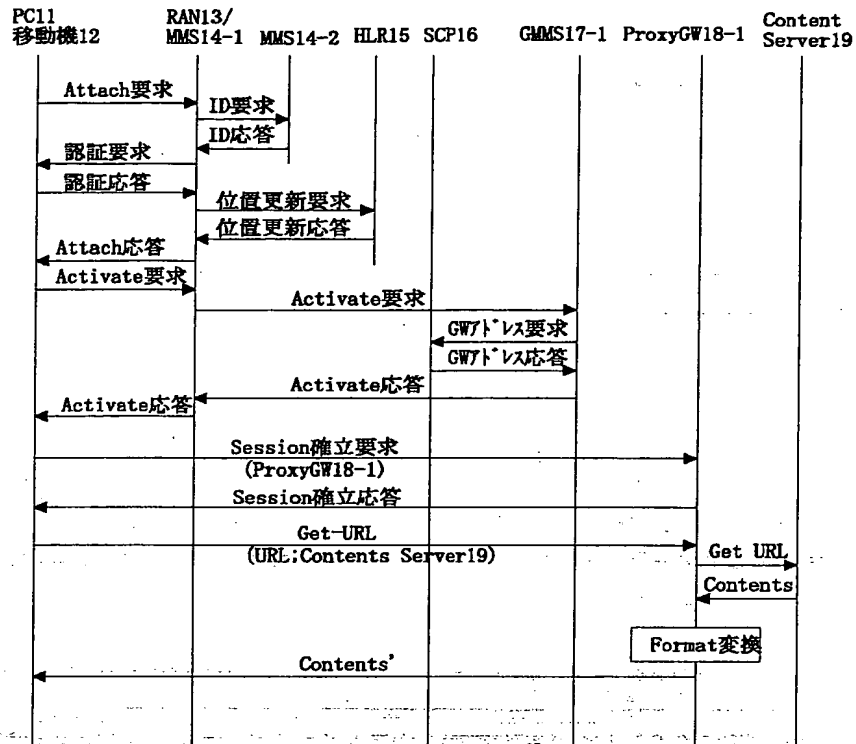 PC11
移動機12
RAN13/
MMS14-1
MMS14-2
HLR15
SCP16
GMMS17-1
ProxyGW18-1
Content
Server19
Attach要求
ID要求
ID応答
認証要求
認証応答
位置更新要求
位置更新応答
Attach応答
Activate要求
Activate要求
GWｱﾄﾞﾚｽ要求
GWｱﾄﾞﾚｽ応答
Activate応答
Activate応答
Session確立要求
(ProxyGW18-1)
Session確立応答
Get-URL
(URL;Contents Server19)
Get URL
Contents
Format変換
Contents'